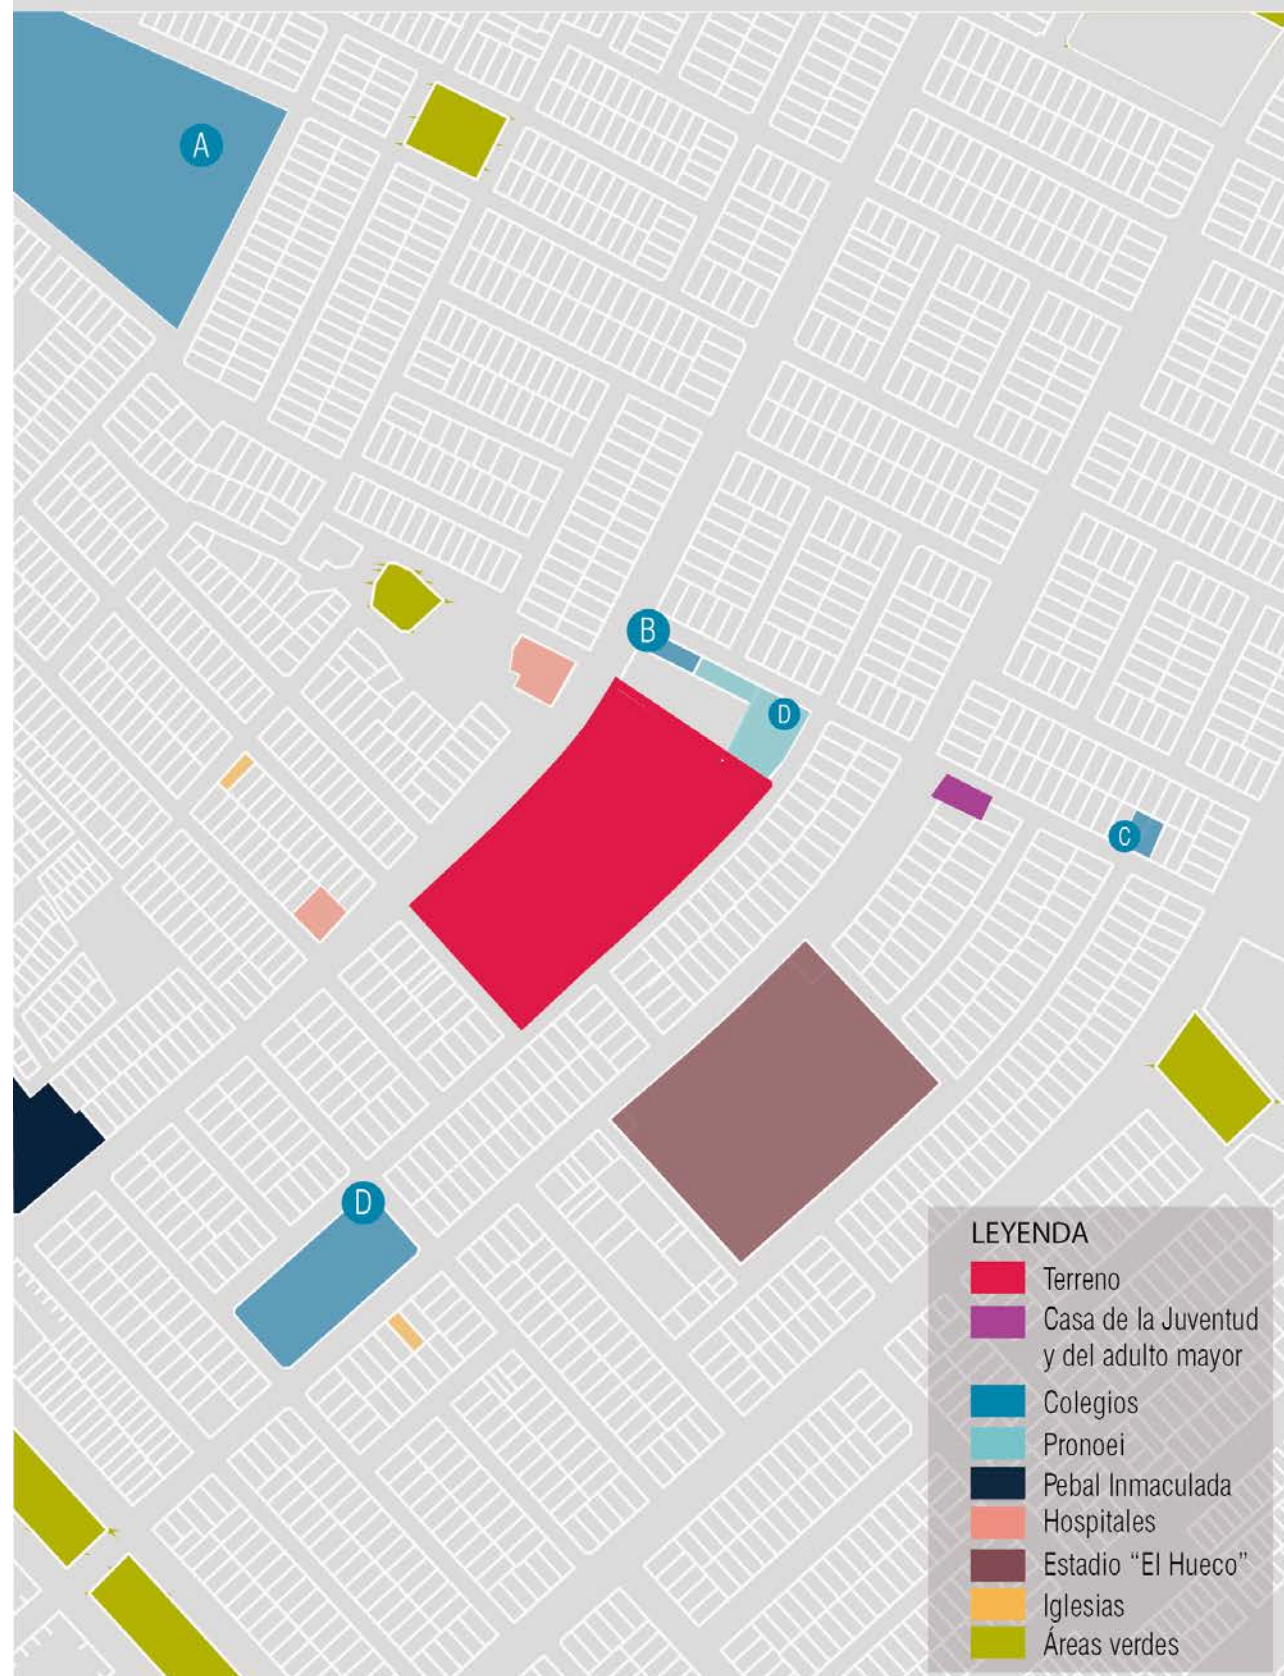 A
B
D
C
D
LEYENDA
Terreno
Casa de la Juventud
y del adulto mayor
Colegios
Pronoei
Pebal Inmaculada
Hospitales
Estadio “El Hueco”
Iglesias
Áreas verdes